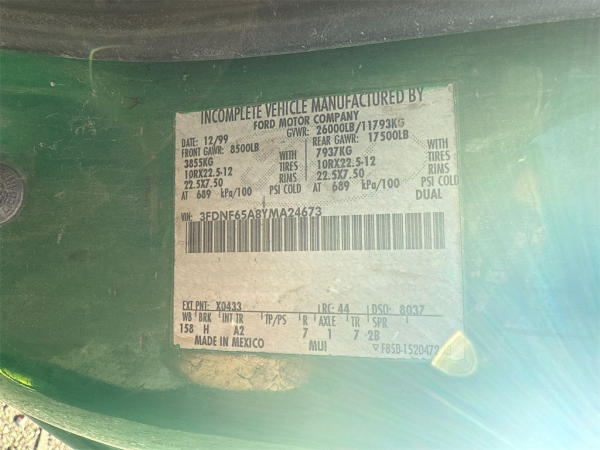 INCOMPLETE VEHICLE MANUFACTURED BY
FORD MOTOR COMPANY
DATE: 12/99 GVWR: 26000LB/11793KG
FRONT GAWR: 8500LB REAR GAWR: 17500LB
3855KG WITH 7937KG WITH
10RX22.5-12 TIRES 10RX22.5-12 TIRES
22.5X7.50 RIMS 22.5X7.50 RIMS
AT 689 kPa/100 PSI COLD AT 689 kPa/100 PSI COLD
DUAL
VIN: 3FDNF65A8YMA24673
EXT PNT: X0433 RC: 44 DSO: 8037
WB BRK INT TR TP/PS R AXLE TR SPR
158 H A2 7 1 7 2B
MADE IN MEXICO MUI F85B-1520472